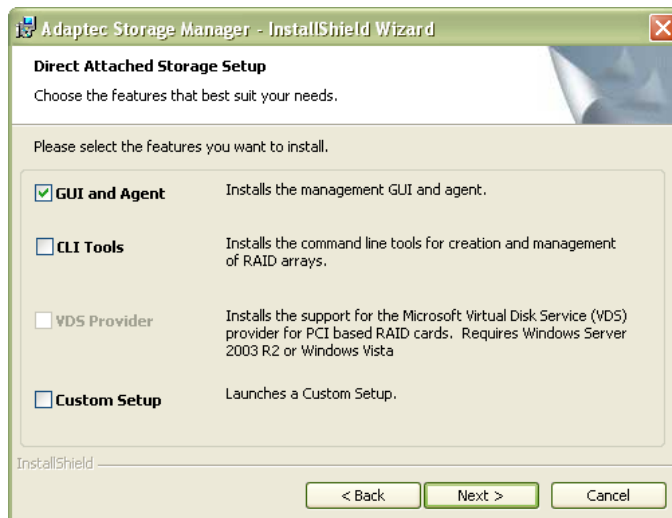 Adaptec Storage Manager - InstallShield Wizard
Direct Attached Storage Setup
Choose the features that best suit your needs.
Please select the features you want to install.
GUI and Agent
Installs the management GUI and agent.
CLI Tools
Installs the command line tools for creation and management
of RAID arrays.
VDS Provider
Installs the support for the Microsoft Virtual Disk Service (VDS)
provider for PCI based RAID cards.  Requires Windows Server
2003 R2 or Windows Vista
Custom Setup
Launches a Custom Setup.
InstallShield
< Back
Next >
Cancel